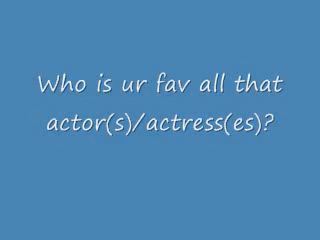 Who is ur fav all that
actor(s)/actress(es)?